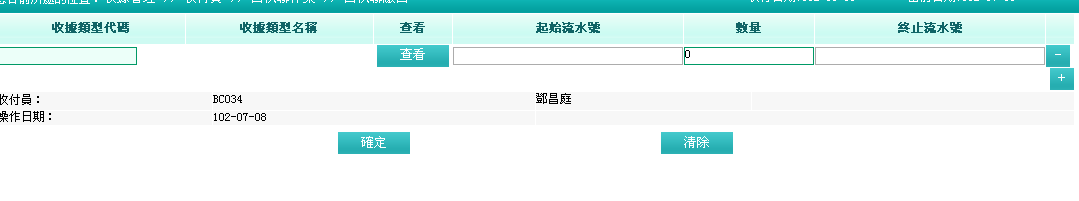 收據類型代碼 收據類型名稱 查看 起始流水號 數量 終止流水號
查看 0 -
+
收付員： BC034 鄧昌庭
操作日期： 102-07-08
確定 清除